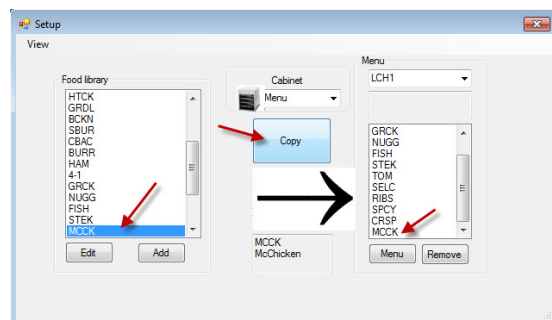 Setup
View
Food library
HTCK
GRDL
BCKN
SBUR
CBAC
BURR
HAM
4-1
GRCK
NUGG
FISH
STEK
MCCK
Edit
Add
Cabinet
Menu
Copy
MCCK
McChicken
Menu
LCH1
GRCK
NUGG
FISH
STEK
TOM
SELC
RIBS
SPCY
CRSP
MCCK
Menu
Remove